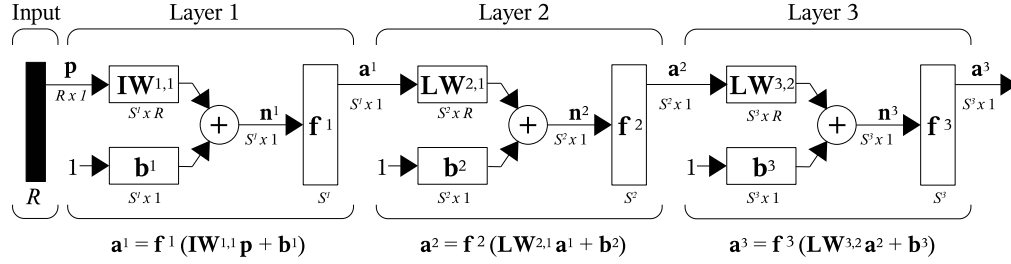 Input Layer 1 Layer 2 Layer 3
p a¹ a² a³
IW¹,¹ LW²,¹ LW³,²
R x 1 S¹ x R S¹ x 1 S² x R S² x 1 S³ x R S³ x 1
n¹ n² n³
+ f¹ + f² + f³
S¹ x 1 S² x 1 S³ x 1
1 b¹ 1 b² 1 b³
R S¹ x 1 S¹ S² x 1 S² S³ x 1 S³
a¹ = f¹ (IW¹,¹ p + b¹) a² = f² (LW²,¹ a¹ + b²) a³ = f³ (LW³,² a² + b³)